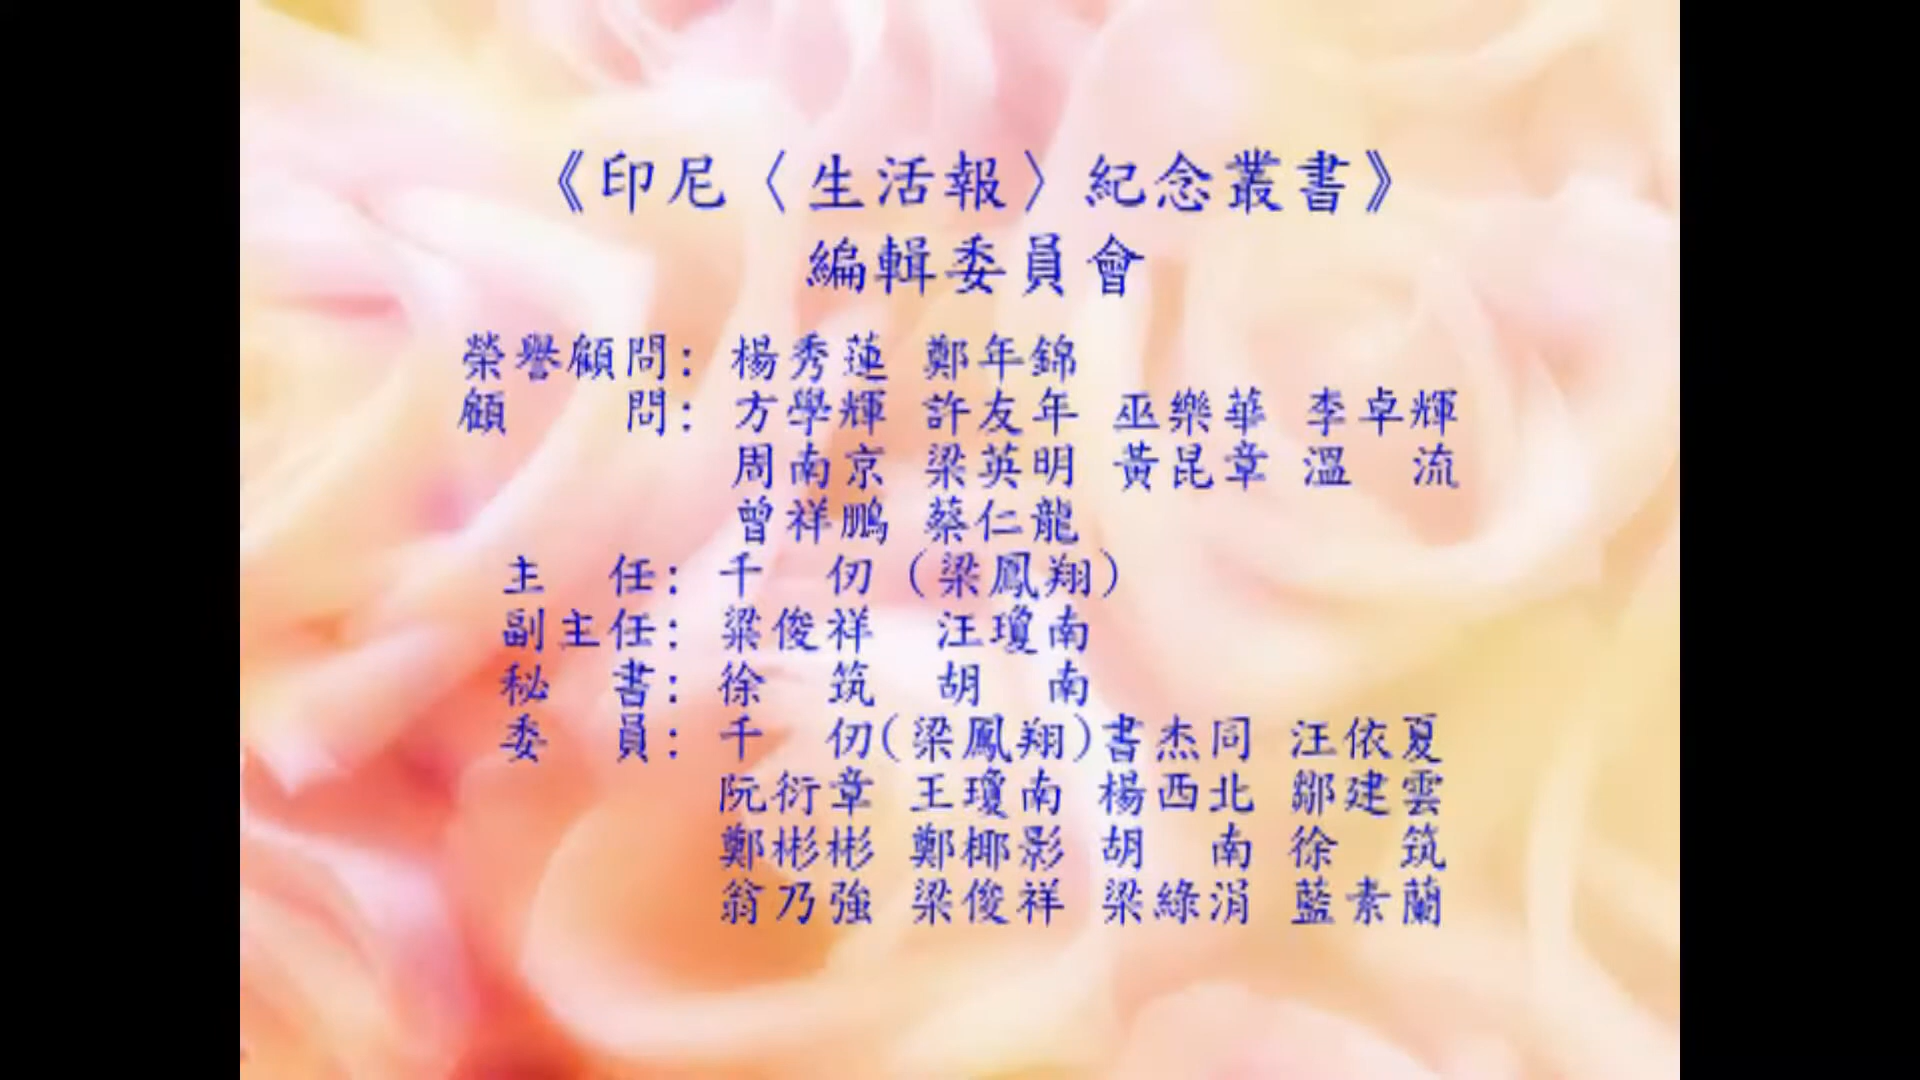 《印尼〈生活報〉紀念叢書》
編輯委員會
榮譽顧問：楊秀蓮 鄭年錦
顧　　問：方學輝 許友年 巫樂華 李卓輝
周南京 梁英明 黃昆章 溫　流
曾祥鵬 蔡仁龍
主　任：千　仞（梁鳳翔）
副主任：梁俊祥　汪瓊南
秘　書：徐　筑　胡　南
委　員：千　仞(梁鳳翔)書杰同 汪依夏
阮衍章 王瓊南 楊西北 鄒建雲
鄭彬彬 鄭椰影 胡　南 徐　筑
翁乃強 梁俊祥 梁綠涓 藍素蘭